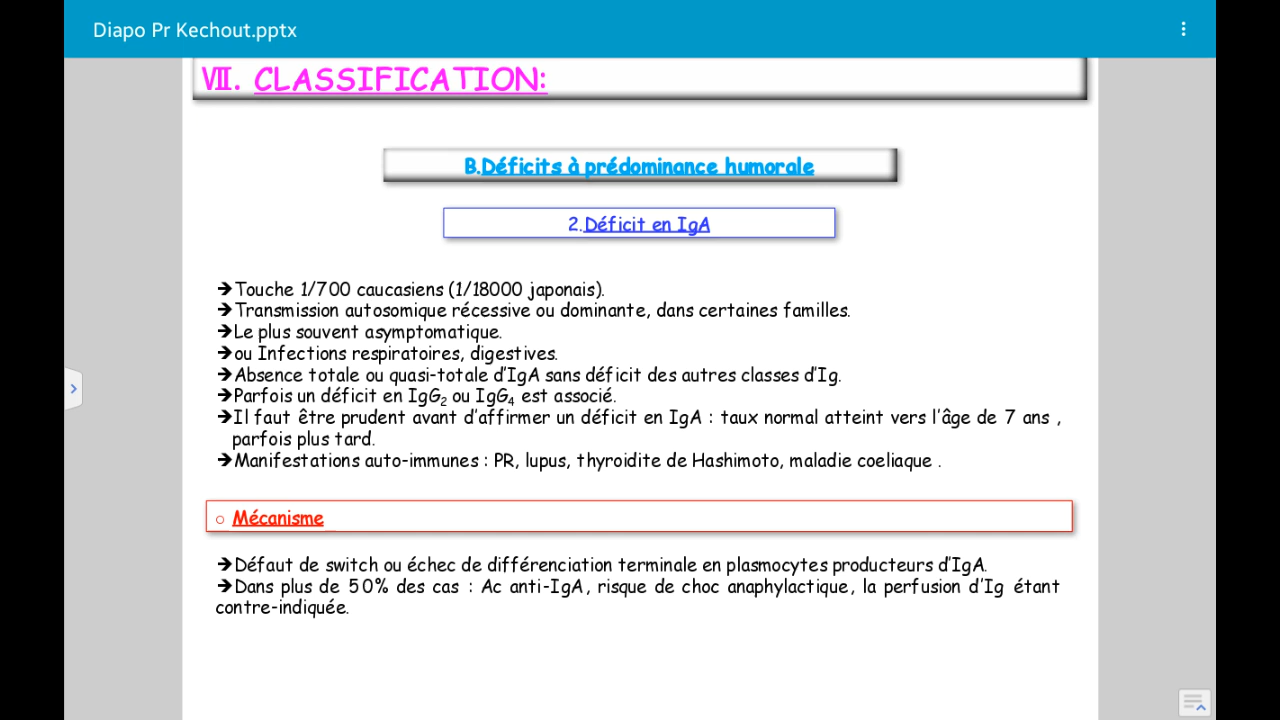 Diapo Pr Kechout.pptx
VII. CLASSIFICATION:
B.Déficits à prédominance humorale
2.Déficit en IgA
➔Touche 1/700 caucasiens (1/18000 japonais).
➔Transmission autosomique récessive ou dominante, dans certaines familles.
➔Le plus souvent asymptomatique.
➔ou Infections respiratoires, digestives.
➔Absence totale ou quasi-totale d’IgA sans déficit des autres classes d’Ig.
➔Parfois un déficit en IgG₂ ou IgG₄ est associé.
➔Il faut être prudent avant d’affirmer un déficit en IgA : taux normal atteint vers l’âge de 7 ans ,
parfois plus tard.
➔Manifestations auto-immunes : PR, lupus, thyroidite de Hashimoto, maladie coeliaque .
○ Mécanisme
➔Défaut de switch ou échec de différenciation terminale en plasmocytes producteurs d’IgA.
➔Dans plus de 50% des cas : Ac anti-IgA, risque de choc anaphylactique, la perfusion d’Ig étant
contre-indiquée.